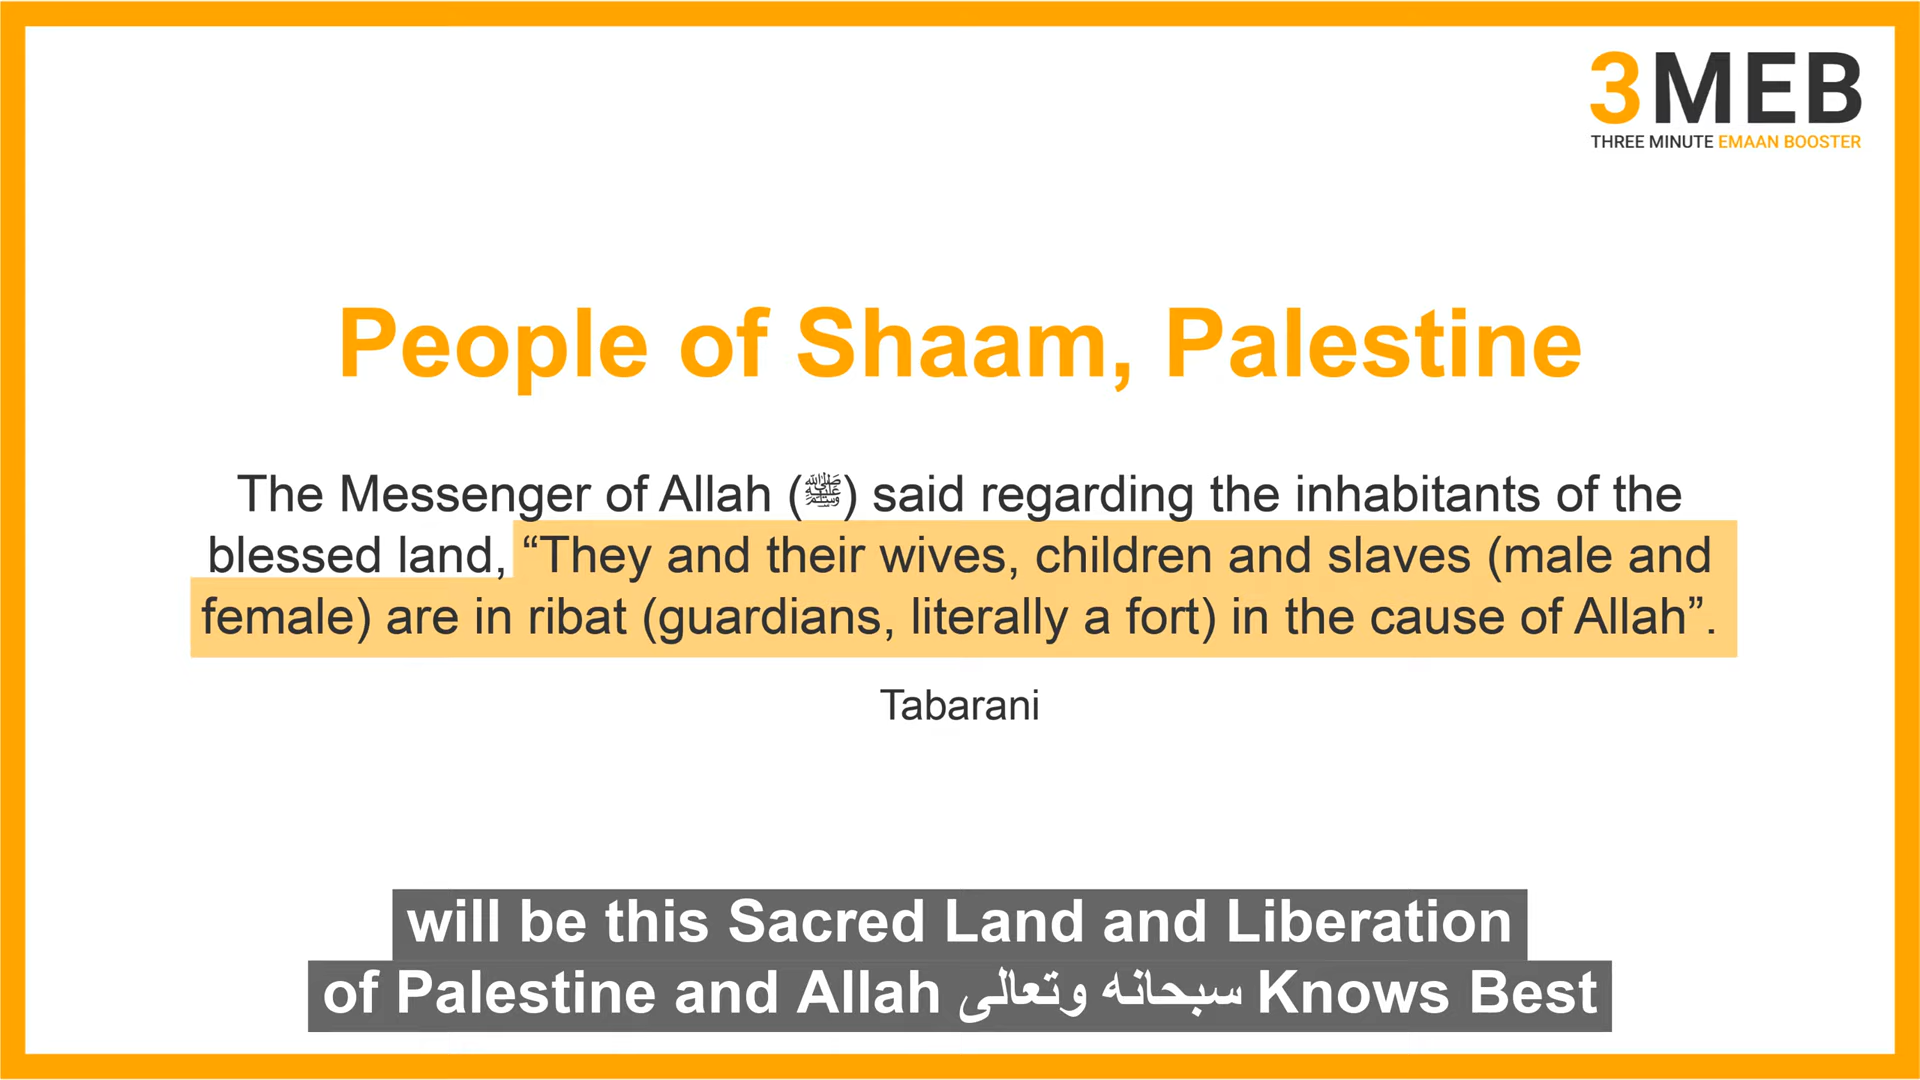 3MEB
THREE MINUTE EMAAN BOOSTER
People of Shaam, Palestine
The Messenger of Allah (ﷺ) said regarding the inhabitants of the
blessed land, “They and their wives, children and slaves (male and
female) are in ribat (guardians, literally a fort) in the cause of Allah”.
Tabarani
will be this Sacred Land and Liberation
of Palestine and Allah سبحانه وتعالى Knows Best